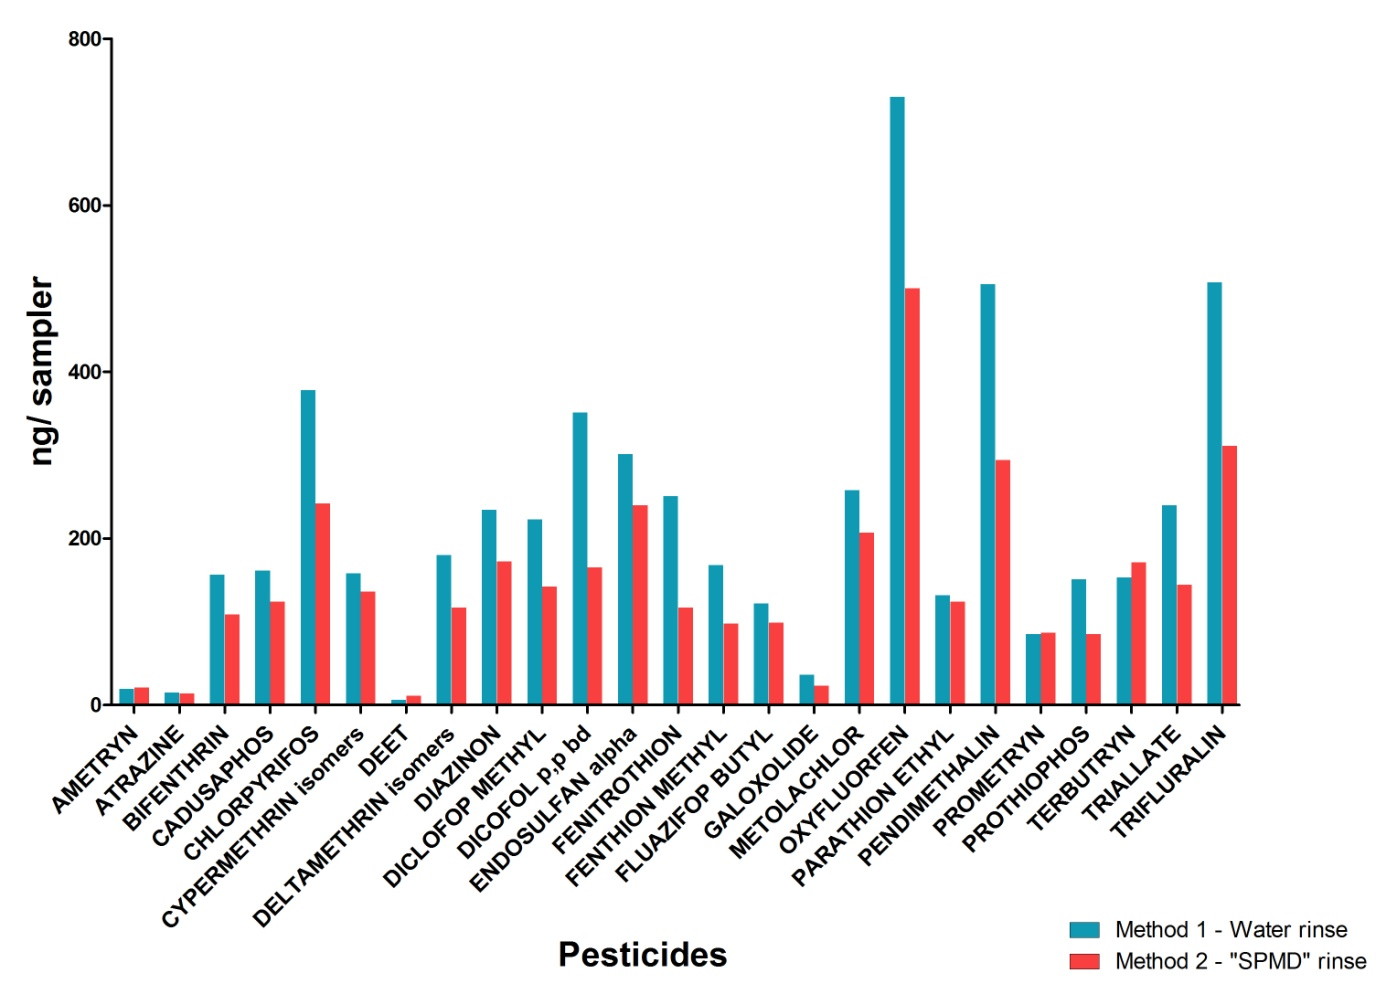 800
600
400
200
0
ng/ sampler
AMETRYN
ATRAZINE
BIFENTHRIN
CADUSAPHOS
CHLORPYRIFOS
CYPERMETHRIN isomers
DEET
DELTAMETHRIN isomers
DIAZINON
DICLOFOP METHYL
DICOFOL p,p bd
ENDOSULFAN alpha
FENITROTHION
FENTHION METHYL
FLUAZIFOP BUTYL
GALOXOLIDE
METOLACHLOR
OXYFLUORFEN
PARATHION ETHYL
PENDIMETHALIN
PROMETRYN
PROTHIOPHOS
TERBUTRYN
TRIALLATE
TRIFLURALIN
Pesticides
Method 1 - Water rinse
Method 2 - "SPMD" rinse